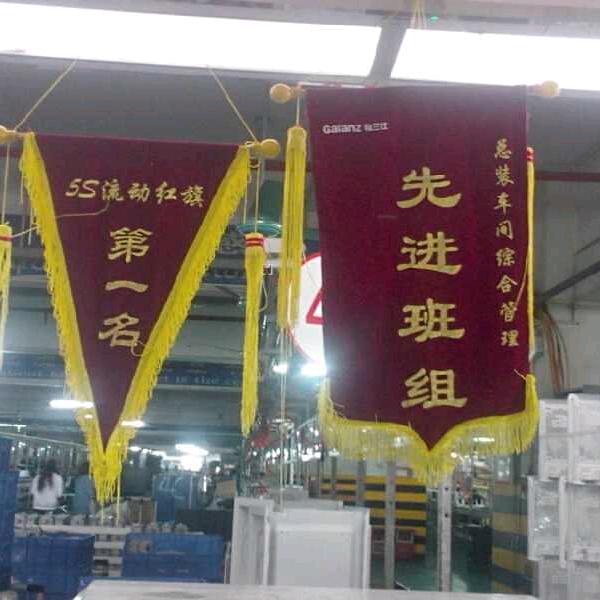 5S流动红旗
第一名
Galanz 格兰仕
总装车间综合管理
先进班组